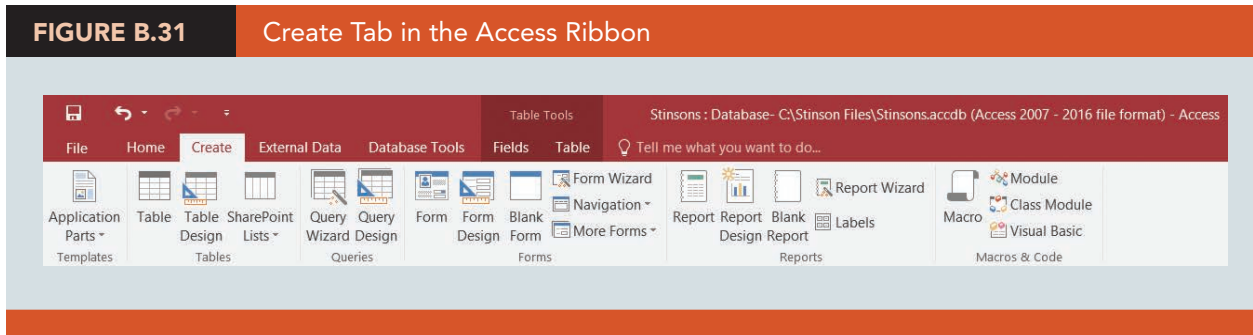 FIGURE B.31 Create Tab in the Access Ribbon
Table Tools Stinsons : Database- C:\Stinson Files\Stinsons.accdb (Access 2007 - 2016 file format) - Access
File Home Create External Data Database Tools Fields Table Tell me what you want to do...
Application Parts Table Table Design SharePoint Lists Query Wizard Query Design Form Form Design Blank Form Form Wizard Navigation More Forms Report Report Design Blank Report Report Wizard Labels Macro Module Class Module Visual Basic
Templates Tables Queries Forms Reports Macros & Code